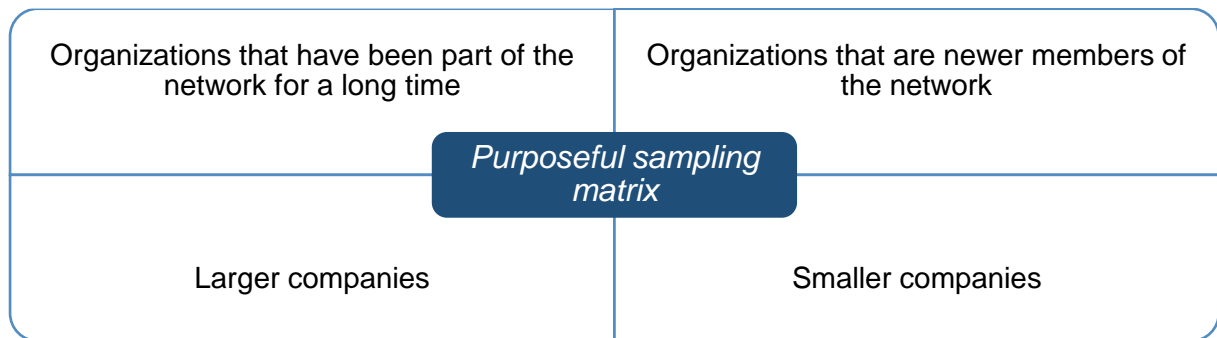 Organizations that have been part of the
network for a long time
Organizations that are newer members of
the network
Purposeful sampling
matrix
Larger companies
Smaller companies